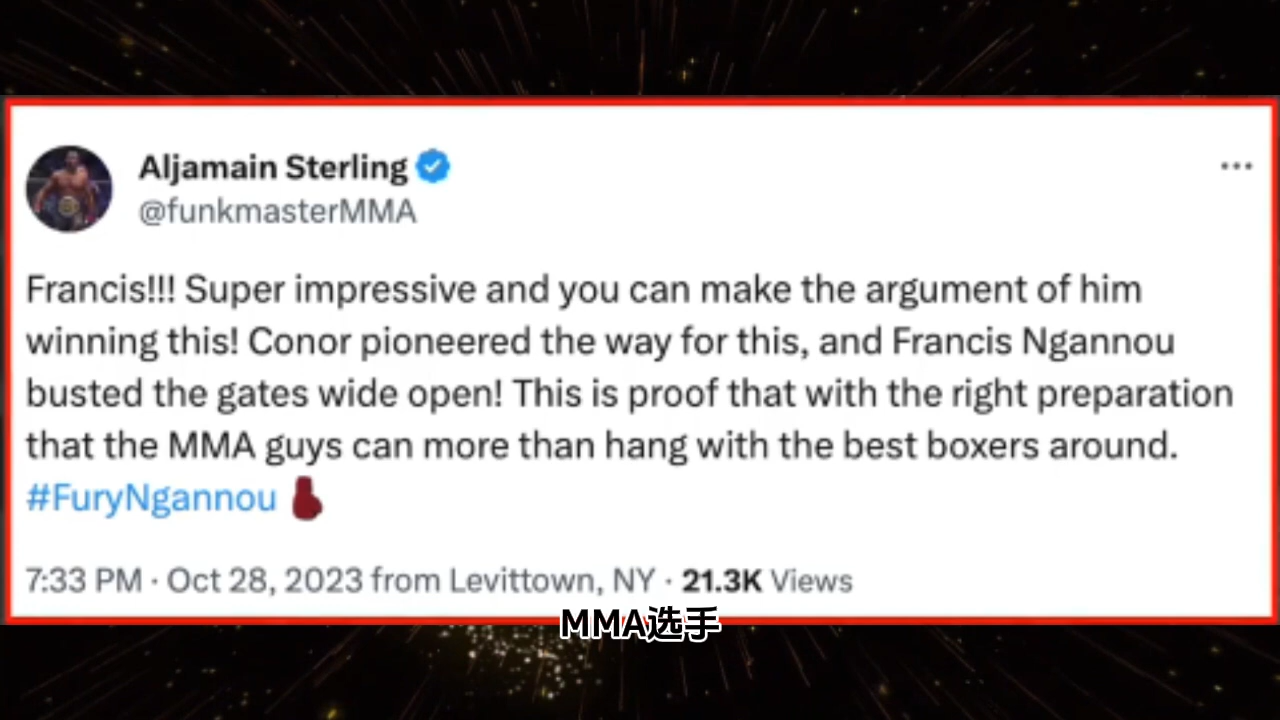 Aljamain Sterling
@funkmasterMMA
Francis!!! Super impressive and you can make the argument of him
winning this! Conor pioneered the way for this, and Francis Ngannou
busted the gates wide open! This is proof that with the right preparation
that the MMA guys can more than hang with the best boxers around.
#FuryNgannou
7:33 PM · Oct 28, 2023 from Levittown, NY · 21.3K Views
MMA选手